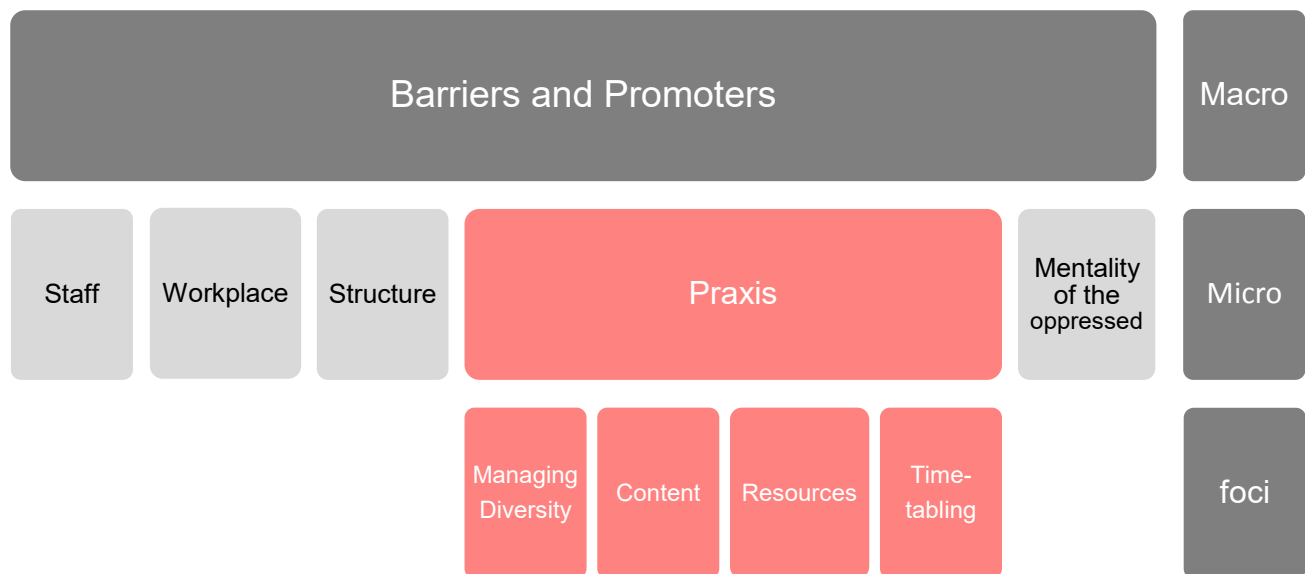 Barriers and Promoters
Macro
Staff
Workplace
Structure
Praxis
Mentality
of the
oppressed
Micro
Managing
Diversity
Content
Resources
Time-
tabling
foci